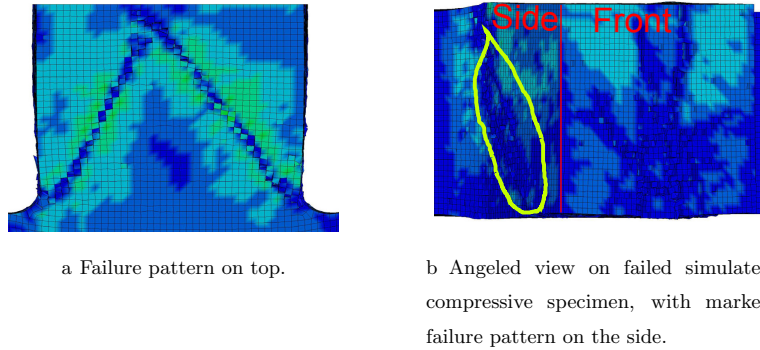 Side Front
a Failure pattern on top.
b Angeled view on failed simulate
compressive specimen, with marke
failure pattern on the side.